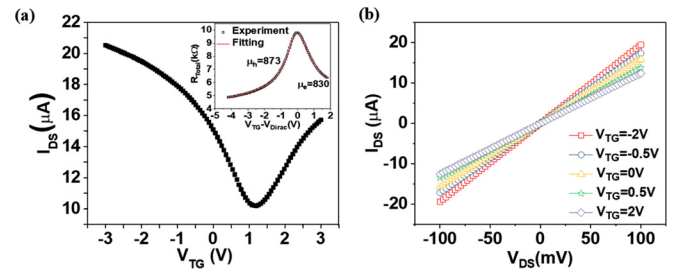 (a)
22
20
18
16
14
12
10
I_DS(μA)
-3 -2 -1 0 1 2 3
V_TG (V)
10
9
8
7
6
5
R_Total(kΩ)
Experiment
Fitting
μ_h=873
μ_e=830
-5 -4 -3 -2 -1 0 1 2
V_TG-V_Dirac(V)
(b)
20
10
0
-10
-20
I_DS (μA)
V_TG=-2V
V_TG=-0.5V
V_TG=0V
V_TG=0.5V
V_TG=2V
-100 -50 0 50 100
V_DS(mV)